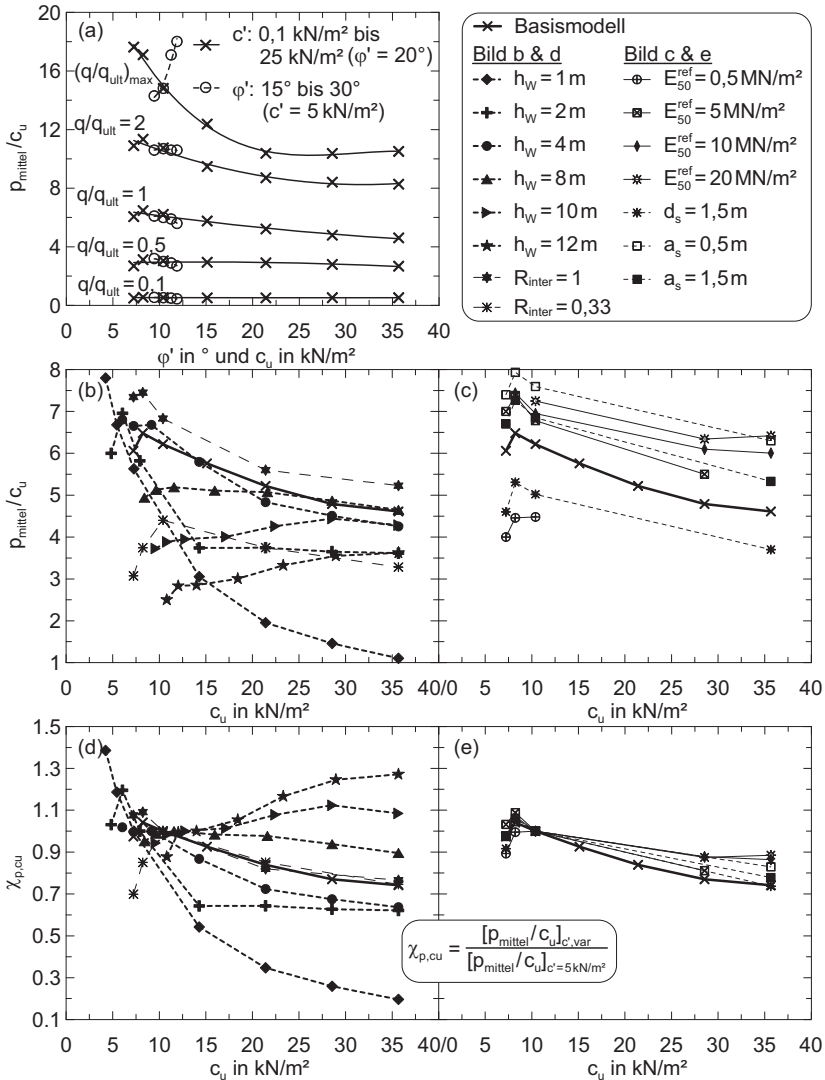 (a)
c': 0,1 kN/m² bis
25 kN/m² (φ' = 20°)
φ': 15° bis 30°
(c' = 5 kN/m²)
(q/q_ult)_max
q/q_ult = 2
q/q_ult = 1
q/q_ult = 0,5
q/q_ult = 0,1
p_mittel/c_u
20
16
12
8
4
0
0 5 10 15 20 25 30 35 40
φ' in ° und c_u in kN/m²
Basismodell
Bild b & d
h_W = 1 m
h_W = 2 m
h_W = 4 m
h_W = 8 m
h_W = 10 m
h_W = 12 m
R_inter = 1
R_inter = 0,33
Bild c & e
E_50^ref = 0,5 MN/m²
E_50^ref = 5 MN/m²
E_50^ref = 10 MN/m²
E_50^ref = 20 MN/m²
d_s = 1,5 m
a_s = 0,5 m
a_s = 1,5 m
(b)
(c)
p_mittel/c_u
8
7
6
5
4
3
2
1
0 5 10 15 20 25 30 35 40/0 5 10 15 20 25 30 35 40
c_u in kN/m²
c_u in kN/m²
(d)
(e)
χ_p,cu
1.5
1.3
1.1
0.9
0.7
0.5
0.3
0.1
χ_p,cu = [p_mittel/c_u]_c',var / [p_mittel/c_u]_c'=5 kN/m²
0 5 10 15 20 25 30 35 40/0 5 10 15 20 25 30 35 40
c_u in kN/m²
c_u in kN/m²